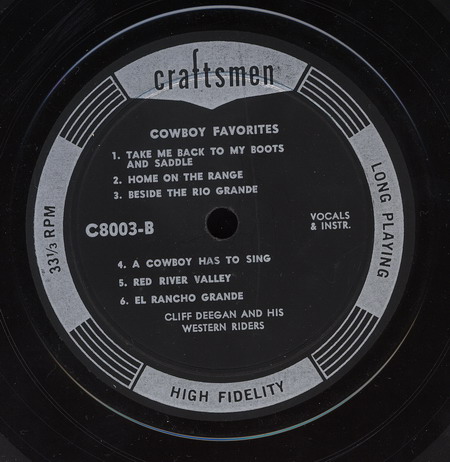 craftsmen
COWBOY FAVORITES
1. TAKE ME BACK TO MY BOOTS
AND SADDLE
2. HOME ON THE RANGE
3. BESIDE THE RIO GRANDE
C8003-B
VOCALS
& INSTR.
33⅓ RPM
LONG PLAYING
4. A COWBOY HAS TO SING
5. RED RIVER VALLEY
6. EL RANCHO GRANDE
CLIFF DEEGAN AND HIS
WESTERN RIDERS
HIGH FIDELITY